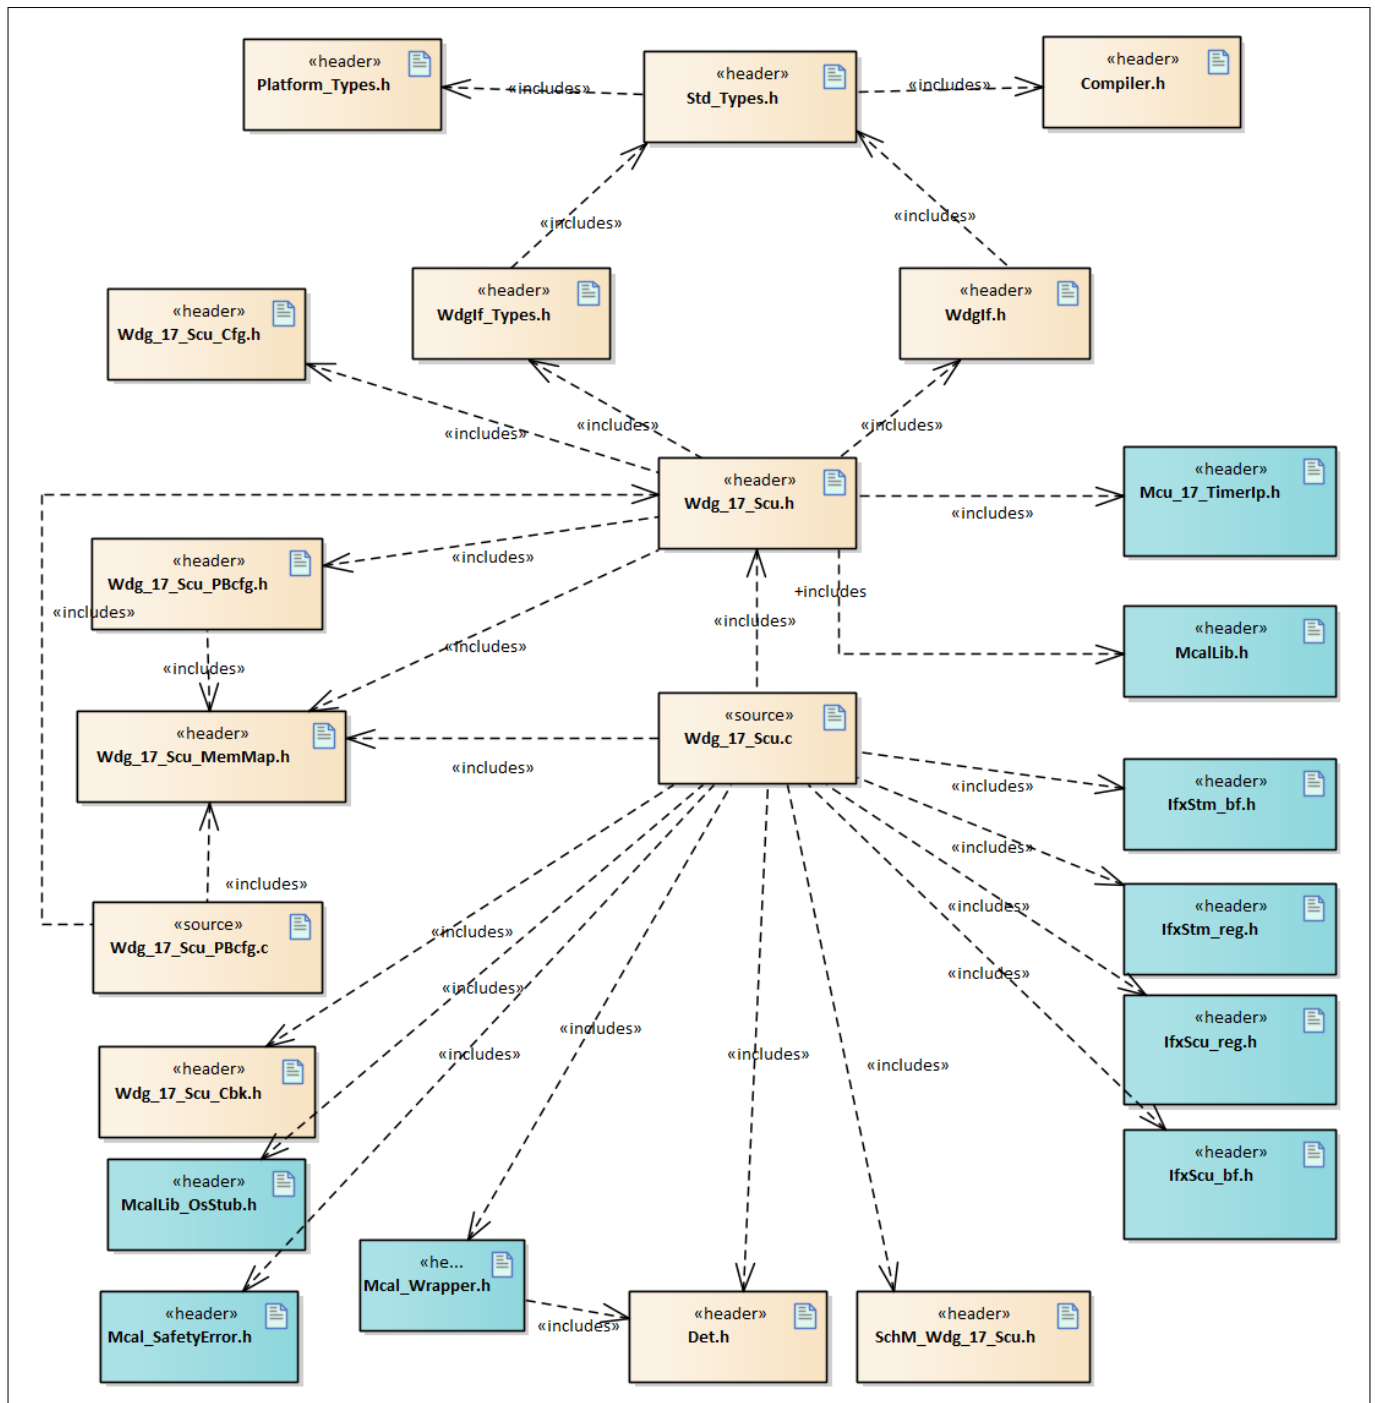 «header»
Platform_Types.h
«includes»
«header»
Std_Types.h
«includes»
«header»
Compiler.h
«includes»
«includes»
«header»
Wdg_17_Scu_Cfg.h
«header»
WdgIf_Types.h
«header»
WdgIf.h
«includes»
«includes»
«includes»
«header»
Wdg_17_Scu.h
«includes»
«header»
Mcu_17_TimerIp.h
«header»
Wdg_17_Scu_PBcfg.h
«includes»
«includes»
+includes
«includes»
«includes»
«includes»
«header»
McalLib.h
«includes»
«header»
Wdg_17_Scu_MemMap.h
«includes»
«source»
Wdg_17_Scu.c
«includes»
«header»
IfxStm_bf.h
«includes»
«includes»
«header»
IfxStm_reg.h
«source»
Wdg_17_Scu_PBcfg.c
«includes»
«includes»
«includes»
«includes»
«header»
IfxScu_reg.h
«includes»
«includes»
«includes»
«includes»
«header»
Wdg_17_Scu_Cbk.h
«header»
IfxScu_bf.h
«header»
McalLib_OsStub.h
«he...
Mcal_Wrapper.h
«includes»
«header»
Mcal_SafetyError.h
«header»
Det.h
«header»
SchM_Wdg_17_Scu.h